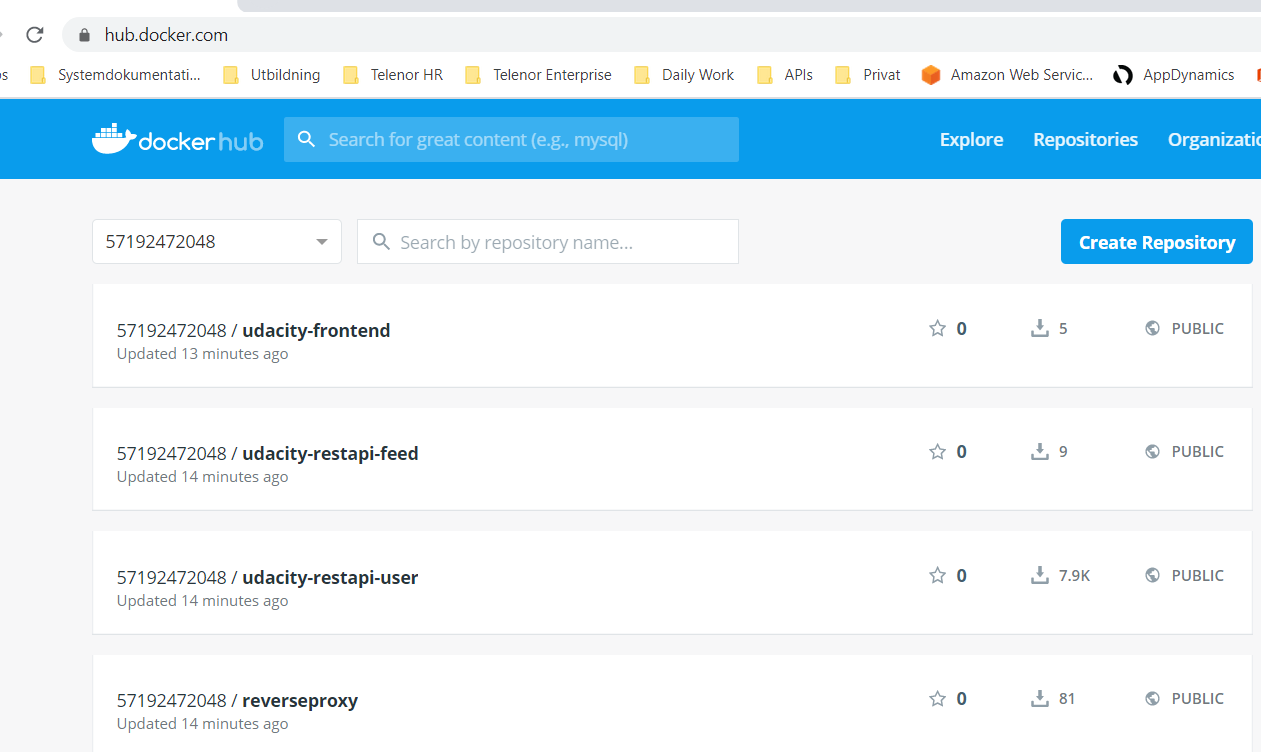 hub.docker.com
os Systemdokumentati... Utbildning Telenor HR Telenor Enterprise Daily Work APIs Privat Amazon Web Servic... AppDynamics
docker hub Search for great content (e.g., mysql) Explore Repositories Organizatio
57192472048 Search by repository name... Create Repository
57192472048 / udacity-frontend 0 5 PUBLIC
Updated 13 minutes ago
57192472048 / udacity-restapi-feed 0 9 PUBLIC
Updated 14 minutes ago
57192472048 / udacity-restapi-user 0 7.9K PUBLIC
Updated 14 minutes ago
57192472048 / reverseproxy 0 81 PUBLIC
Updated 14 minutes ago